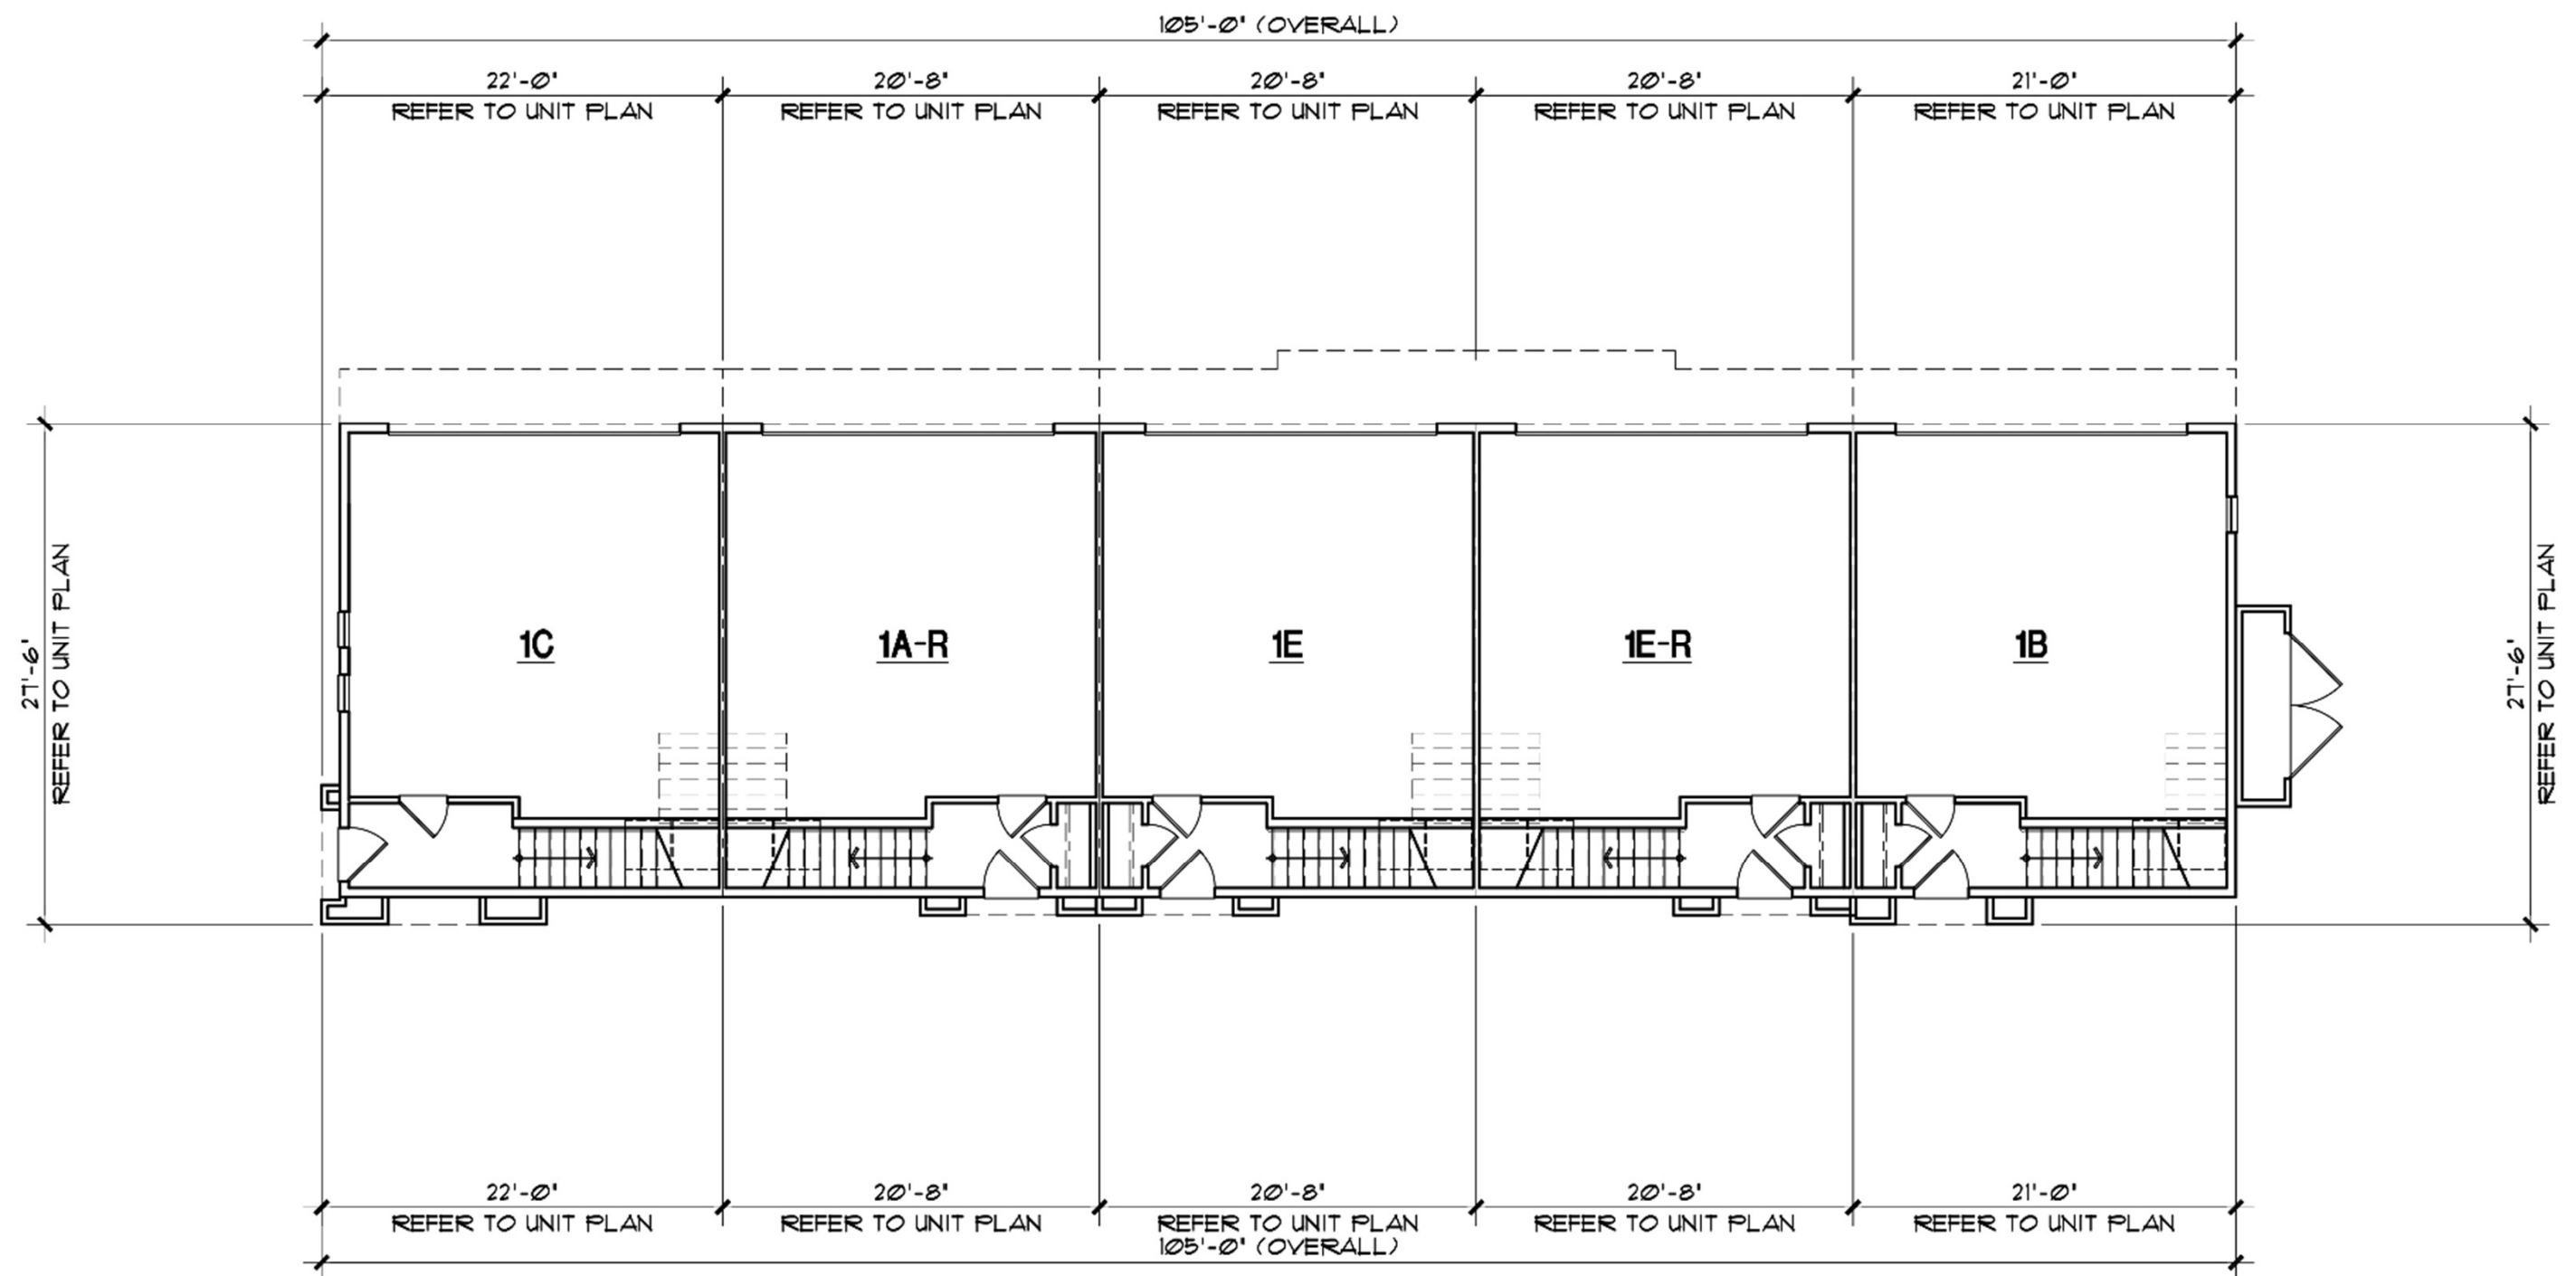 105'-0" (OVERALL)
22'-0"
20'-8"
20'-8"
20'-8"
21'-0"
REFER TO UNIT PLAN
REFER TO UNIT PLAN
REFER TO UNIT PLAN
REFER TO UNIT PLAN
REFER TO UNIT PLAN
27'-6"
REFER TO UNIT PLAN
1C
1A-R
1E
1E-R
1B
27'-6"
REFER TO UNIT PLAN
22'-0"
20'-8"
20'-8"
20'-8"
21'-0"
REFER TO UNIT PLAN
REFER TO UNIT PLAN
REFER TO UNIT PLAN
REFER TO UNIT PLAN
REFER TO UNIT PLAN
105'-0" (OVERALL)